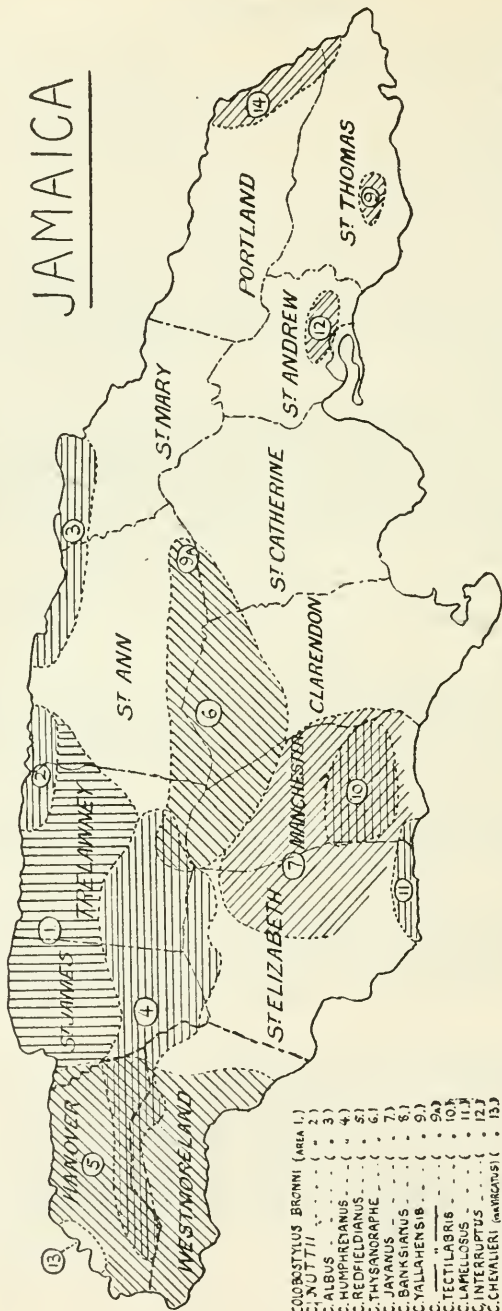 JAMAICA
HANOVER
WESTMORELAND
ST JAMES
TRELAWNEY
ST ELIZABETH
MANCHESTER
ST ANN
CLARENDON
ST MARY
ST CATHERINE
ST ANDREW
PORTLAND
ST THOMAS
13
5
4
1
2
3
6
9A
7
10
11
12
9
14
COLOBOSTYLUS BRONNI (AREA 1.)
C. NUTTII ( " 2.)
C. ALBUS ( " 3.)
C. HUMPHREYANUS ( " 4.)
C. REDFIELDIANUS ( " 5.)
C. THYSANORAPHE ( " 6.)
C. JAYANUS ( " 7.)
C. BANKSIANUS ( " 8.)
C. YALLAHENSIS ( " 9.)
C. " ( " 9A.)
C. TECTILABRIS ( " 10.)
C. LAMELLOSUS ( " 11.)
C. INTERRUPTUS ( " 12.)
C. CHEVALIERI ( " 13.)